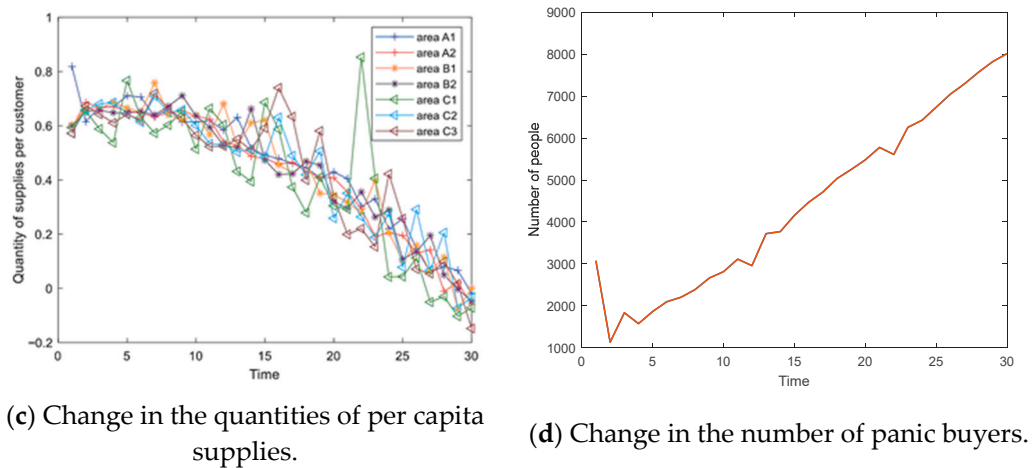 1
0.8
0.6
0.4
0.2
0
−0.2
Quantity of supplies per customer
area A1
area A2
area B1
area B2
area C1
area C2
area C3
0 5 10 15 20 25 30
Time
(c) Change in the quantities of per capita
supplies.
9000
8000
7000
6000
5000
4000
3000
2000
1000
Number of people
0 5 10 15 20 25 30
Time
(d) Change in the number of panic buyers.